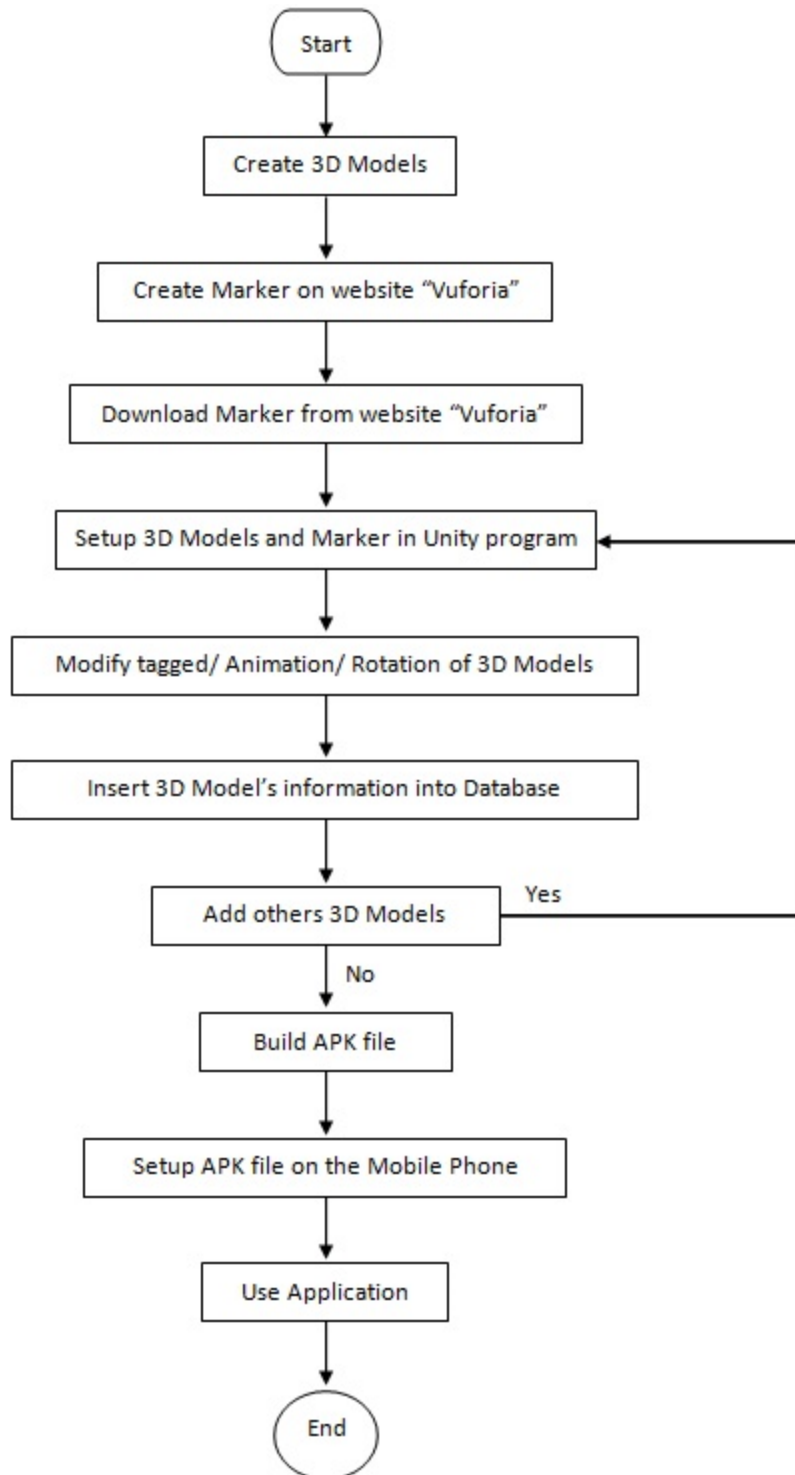 Start
Create 3D Models
Create Marker on website “Vuforia”
Download Marker from website “Vuforia”
Setup 3D Models and Marker in Unity program
Modify tagged/ Animation/ Rotation of 3D Models
Insert 3D Model’s information into Database
Add others 3D Models
Yes
No
Build APK file
Setup APK file on the Mobile Phone
Use Application
End